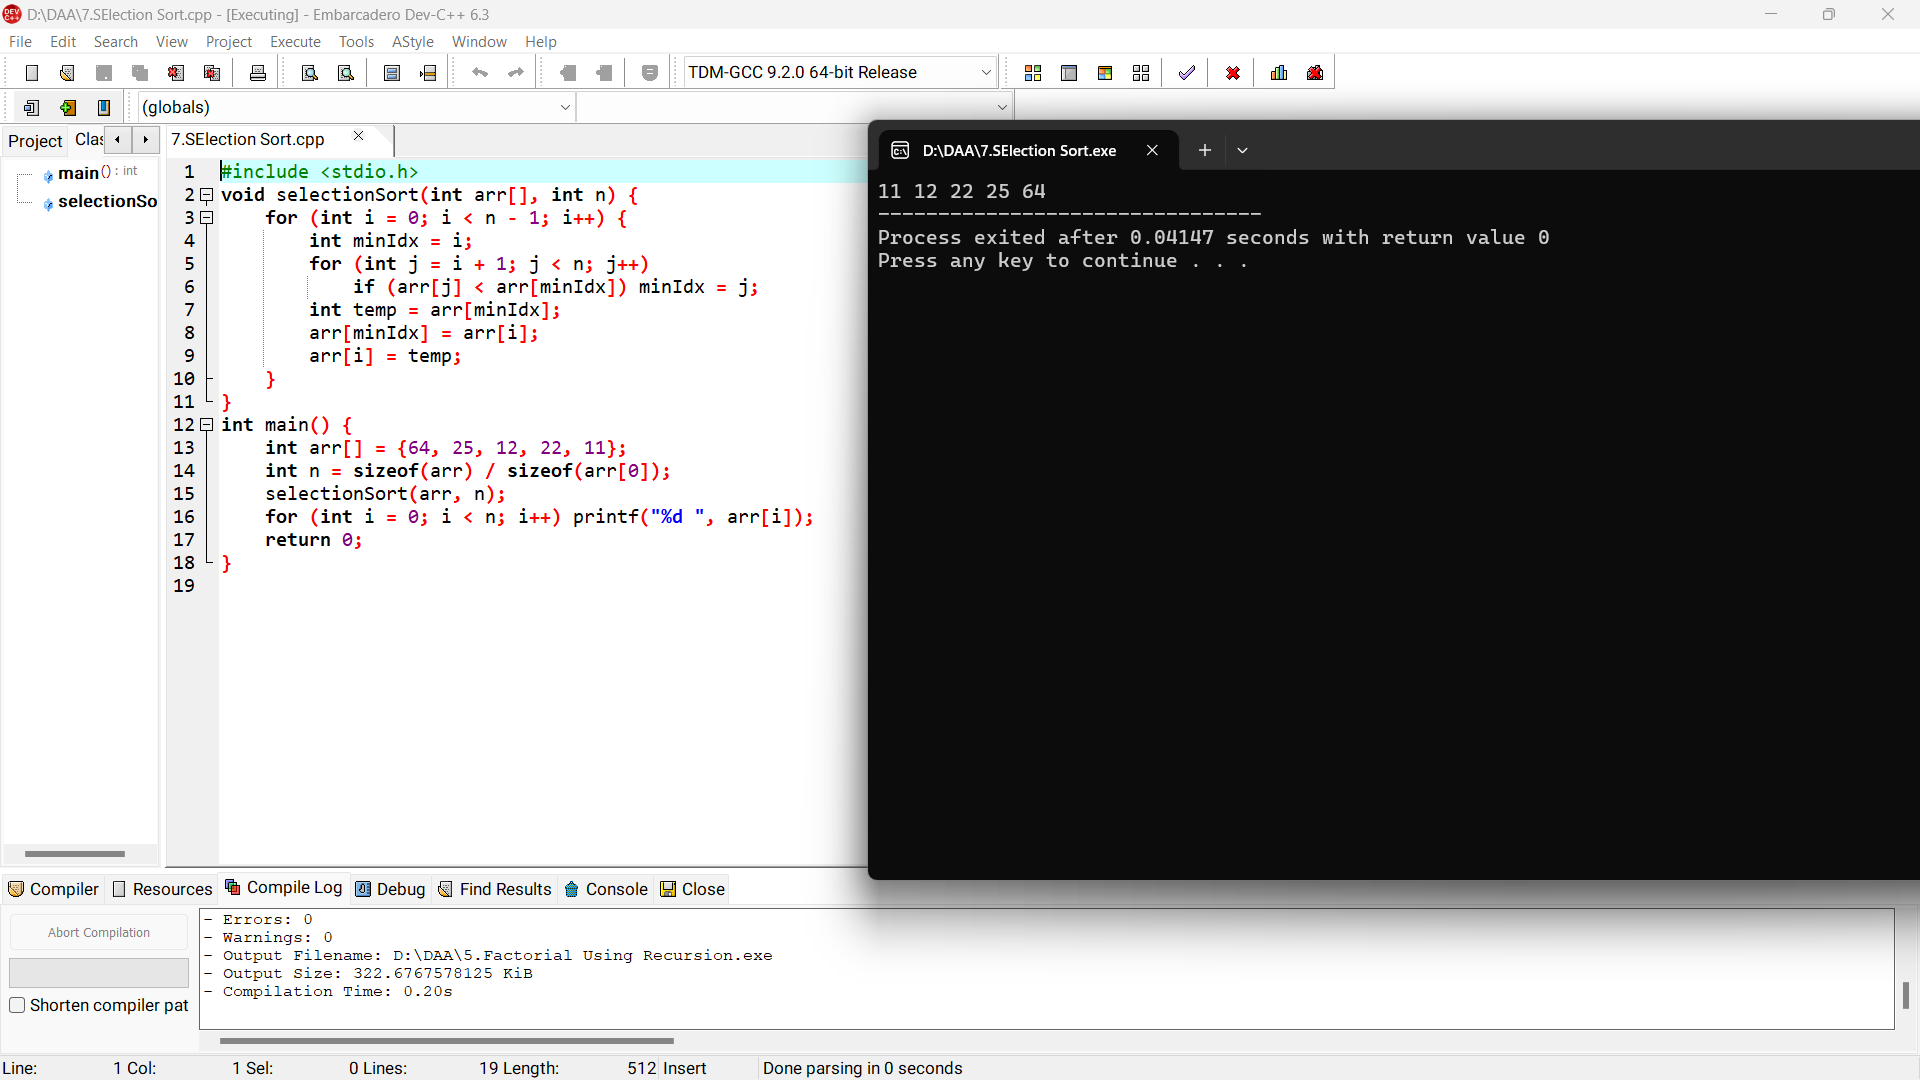 D:\DAA\7.SElection Sort.cpp - [Executing] - Embarcadero Dev-C++ 6.3
File Edit Search View Project Execute Tools AStyle Window Help
TDM-GCC 9.2.0 64-bit Release
(globals)
Project Clas
main() : int
selectionSo
7.SElection Sort.cpp
1 #include <stdio.h>
2 void selectionSort(int arr[], int n) {
3 for (int i = 0; i < n - 1; i++) {
4 int minIdx = i;
5 for (int j = i + 1; j < n; j++)
6 if (arr[j] < arr[minIdx]) minIdx = j;
7 int temp = arr[minIdx];
8 arr[minIdx] = arr[i];
9 arr[i] = temp;
10 }
11 }
12 int main() {
13 int arr[] = {64, 25, 12, 22, 11};
14 int n = sizeof(arr) / sizeof(arr[0]);
15 selectionSort(arr, n);
16 for (int i = 0; i < n; i++) printf("%d ", arr[i]);
17 return 0;
18 }
19
D:\DAA\7.SElection Sort.exe
11 12 22 25 64
--------------------------------
Process exited after 0.04147 seconds with return value 0
Press any key to continue . . .
Compiler Resources Compile Log Debug Find Results Console Close
Abort Compilation
Shorten compiler pat
- Errors: 0
- Warnings: 0
- Output Filename: D:\DAA\5.Factorial Using Recursion.exe
- Output Size: 322.6767578125 KiB
- Compilation Time: 0.20s
Line: 1 Col: 1 Sel: 0 Lines: 19 Length: 512 Insert Done parsing in 0 seconds